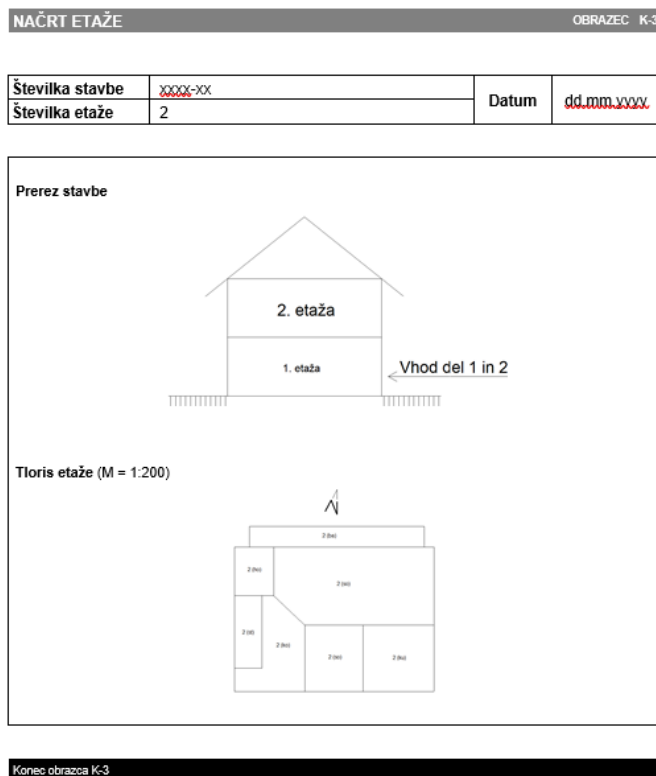 NAČRT ETAŽE OBRAZEC K-3
Številka stavbe xxxx-xx Datum dd.mm.yyyy
Številka etaže 2
Prerez stavbe
2. etaža
1. etaža
Vhod del 1 in 2
Tloris etaže (M = 1:200)
N
Konec obrazca K-3